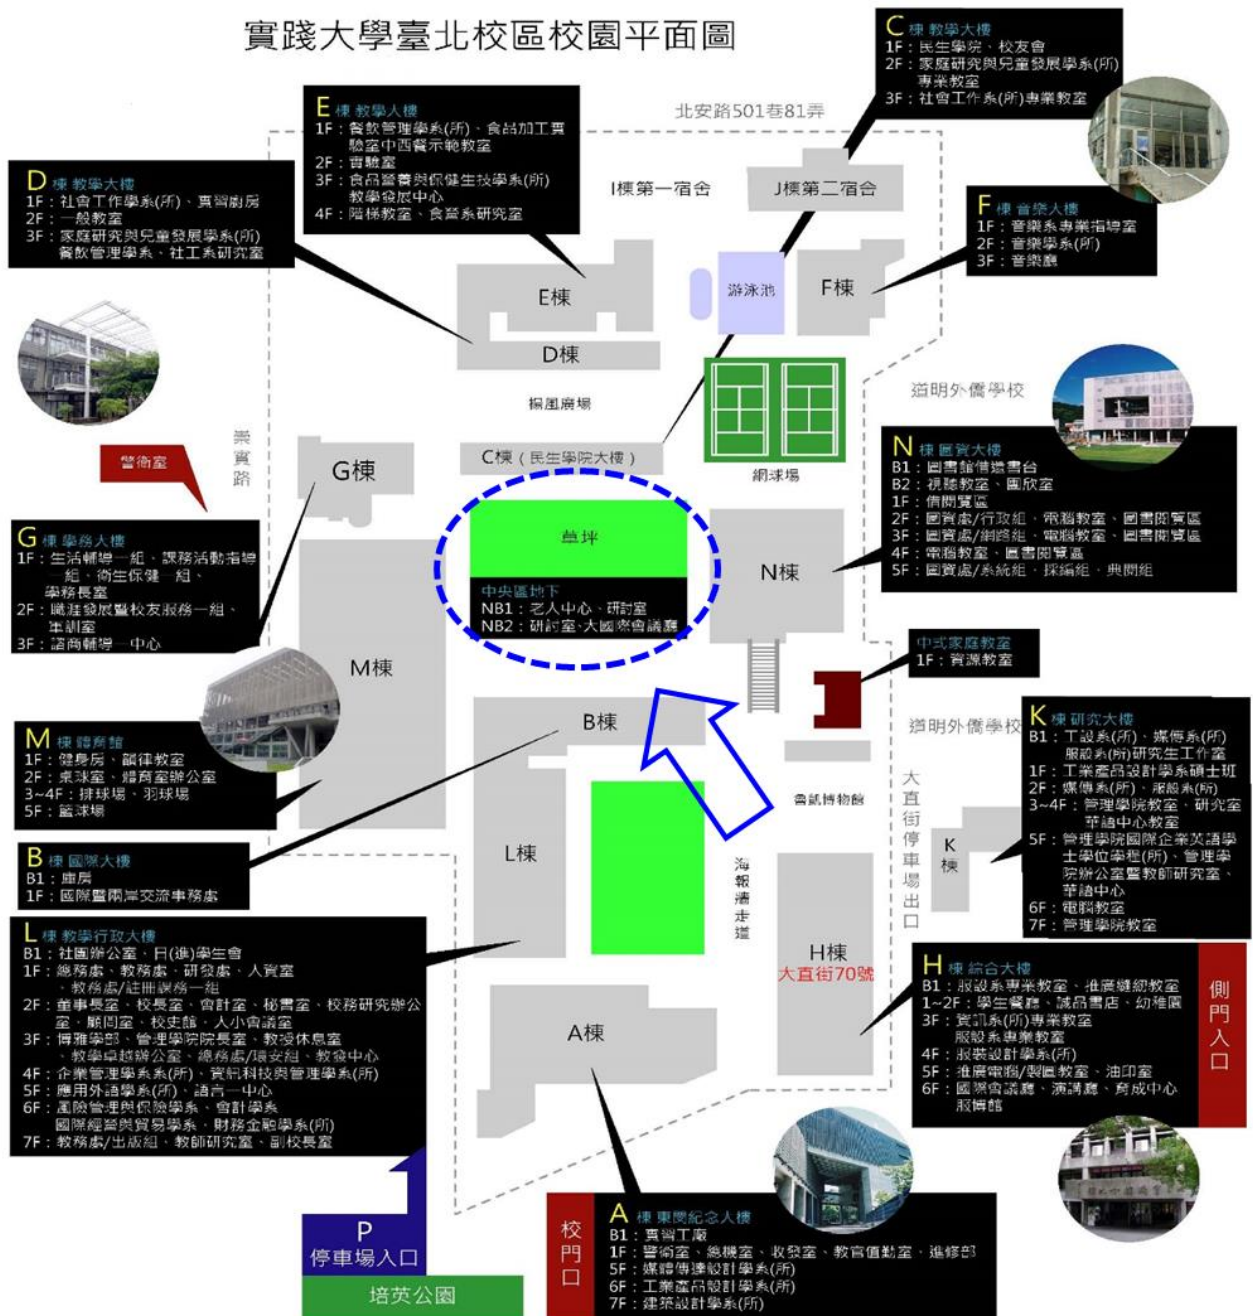 實踐大學臺北校區校園平面圖
C 棟 教學大樓
1F：民生學院、校友會
2F：家庭研究與兒童發展學系(所)
專業教室
3F：社會工作系(所)專業教室
北安路501巷81弄
E 棟 教學大樓
1F：餐飲管理學系(所)、食品加工實
驗室中西餐示範教室
2F：實驗室
3F：食品營養與保健生技學系(所)
教學發展中心
4F：階梯教室、食營系研究室
D 棟 教學大樓
1F：社會工作學系(所)、實習廚房
2F：一般教室
3F：家庭研究與兒童發展學系(所)
餐飲管理學系、社工系研究室
I棟第一宿舍
J棟第二宿舍
F 棟 音樂大樓
1F：音樂系專業指導室
2F：音樂學系(所)
3F：音樂廳
E棟
游泳池
F棟
D棟
揚風廣場
道明外僑學校
崇實路
警衛室
G棟
C棟（民生學院大樓）
網球場
N 棟 圖資大樓
B1：圖書館借還書台
B2：視聽教室、團欣室
1F：借閱覽區
2F：圖資處/行政組、電腦教室、圖書閱覽區
3F：圖資處/網路組、電腦教室、圖書閱覽區
4F：電腦教室、圖書閱覽區
5F：圖資處/系統組、採編組、典閱組
G 棟 學務大樓
1F：生活輔導一組、課務活動指導
一組、衛生保健一組、
學務長室
2F：職涯發展暨校友服務一組、
軍訓室
3F：諮商輔導一中心
草坪
中央區地下
NB1：老人中心、研討室
NB2：研討室、大國際會議廳
N棟
M棟
中式家庭教室
1F：資源教室
B棟
道明外僑學校
K 棟 研究大樓
B1：工設系(所)、媒傳系(所)
服設系(所)研究生工作室
1F：工業產品設計學系碩士班
2F：媒傳系(所)、服設系(所)
3~4F：管理學院教室、研究室
華語中心教室
5F：管理學院國際企業英語學
士學位學程(所)、管理學
院辦公室暨教師研究室、
華語中心
6F：電腦教室
7F：管理學院教室
M 棟 體育館
1F：健身房、韻律教室
2F：桌球室、體育室辦公室
3~4F：排球場、羽球場
5F：籃球場
魯凱博物館
大直街停車場出口
K棟
B 棟 國際大樓
B1：庫房
1F：國際暨兩岸交流事務處
L棟
海報牆走道
L 棟 教學行政大樓
B1：社團辦公室、日(進)學生會
1F：總務處、教務處、研發處、人資室
、教務處/註冊課務一組
2F：董事長室、校長室、會計室、秘書室、校務研究辦公
室、顧問室、校史館、大小會議室
3F：博雅學部、管理學院院長室、教授休息室
、教學卓越辦公室、總務處/環安組、教發中心
4F：企業管理學系系(所)、資訊科技與管理學系(所)
5F：應用外語學系(所)、語言一中心
6F：風險管理與保險學系、會計學系
國際經營與貿易學系、財務金融學系(所)
7F：教務處/出版組、教師研究室、副校長室
H棟
大直街70號
H 棟 綜合大樓
B1：服設系專業教室、推廣縫紉教室
1~2F：學生餐廳、誠品書店、幼稚園
3F：資訊系(所)專業教室
服設系專業教室
4F：服裝設計學系(所)
5F：推廣電腦/製圖教室、油印室
6F：國際會議廳、演講廳、育成中心
服博館
側門入口
A棟
P
停車場入口
培英公園
校門口
A 棟 東閔紀念大樓
B1：實習工廠
1F：警衛室、總機室、收發室、教官值勤室、進修部
5F：媒體傳達設計學系(所)
6F：工業產品設計學系(所)
7F：建築設計學系(所)